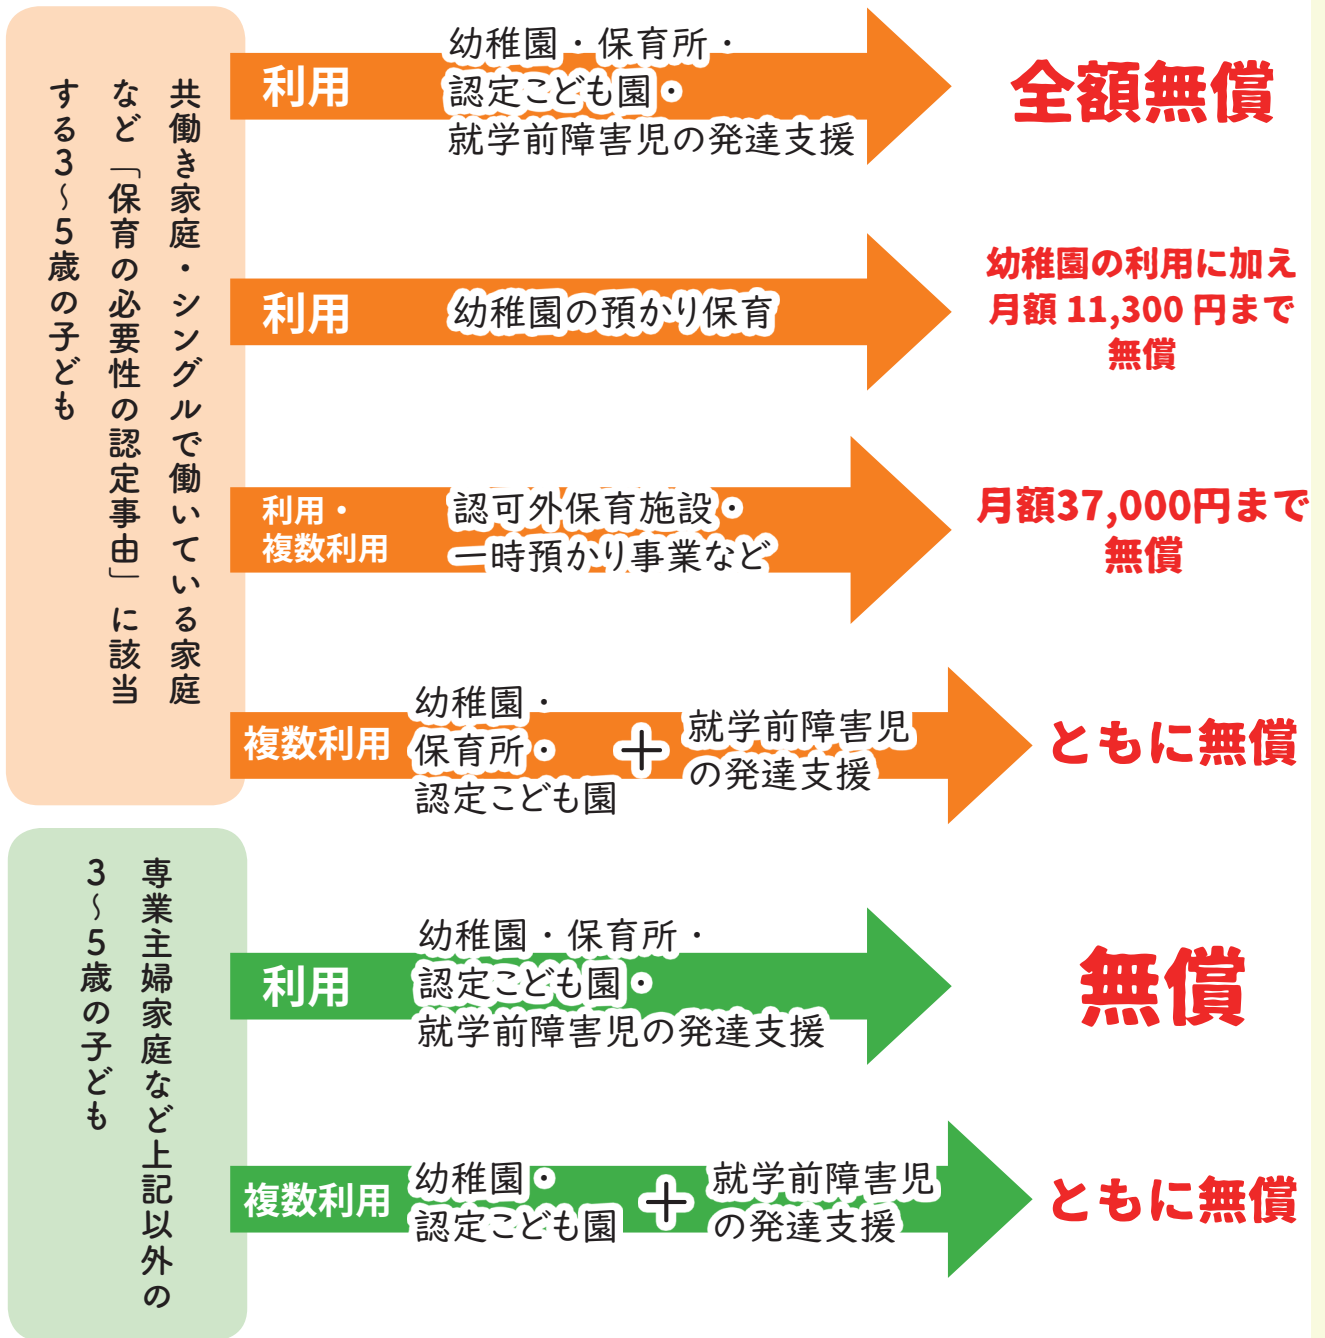 共働き家庭・シングルで働いている家庭
など「保育の必要性の認定事由」に該当
する3〜5歳の子ども
利用
幼稚園・保育所・
認定こども園・
就学前障害児の発達支援
全額無償
利用
幼稚園の預かり保育
幼稚園の利用に加え
月額 11,300 円まで
無償
利用・
複数利用
認可外保育施設・
一時預かり事業など
月額37,000円まで
無償
複数利用
幼稚園・
保育所・
認定こども園
＋
就学前障害児
の発達支援
ともに無償
専業主婦家庭など上記以外の
3〜5歳の子ども
利用
幼稚園・保育所・
認定こども園・
就学前障害児の発達支援
無償
複数利用
幼稚園・
認定こども園
＋
就学前障害児
の発達支援
ともに無償